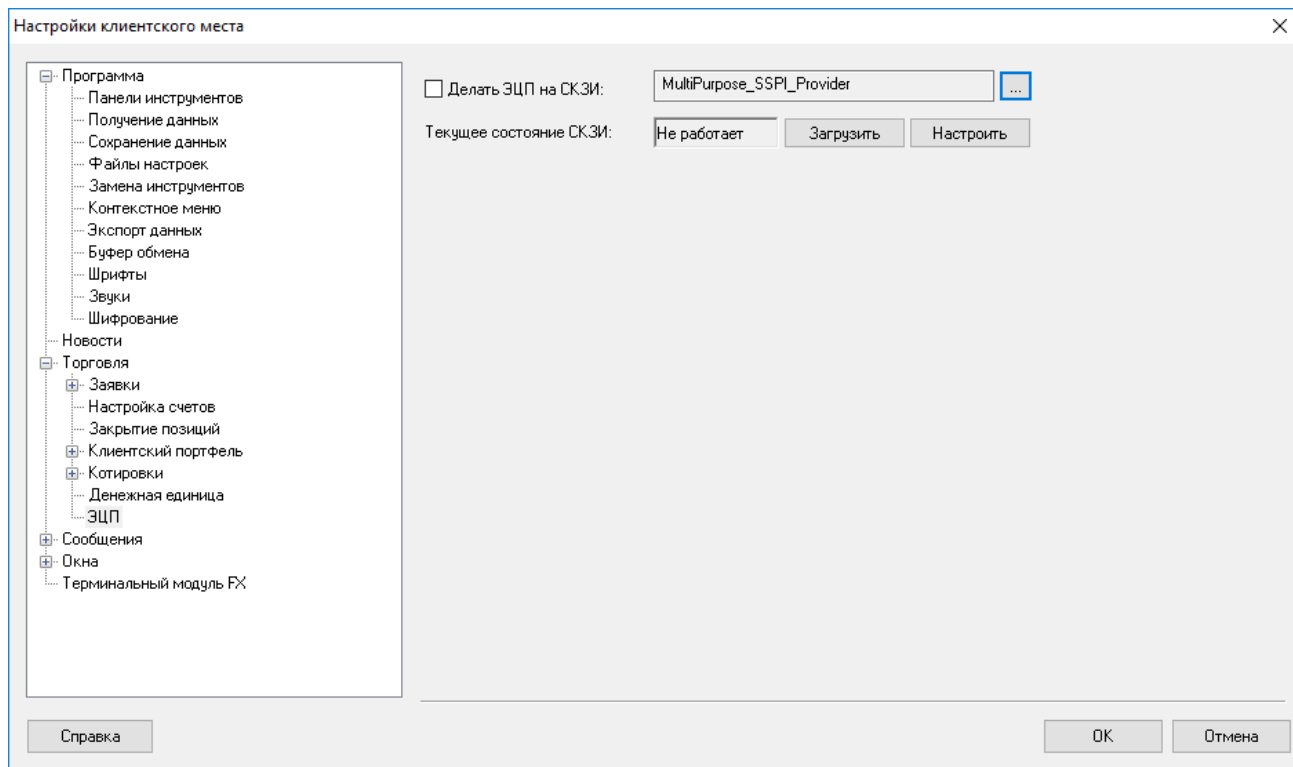 Настройки клиентского места
Программа
Панели инструментов
Получение данных
Сохранение данных
Файлы настроек
Замена инструментов
Контекстное меню
Экспорт данных
Буфер обмена
Шрифты
Звуки
Шифрование
Новости
Торговля
Заявки
Настройка счетов
Закрытие позиций
Клиентский портфель
Котировки
Денежная единица
ЭЦП
Сообщения
Окна
Терминальный модуль FX
Делать ЭЦП на СКЗИ: MultiPurpose_SSPI_Provider ...
Текущее состояние СКЗИ: Не работает Загрузить Настроить
Справка OK Отмена